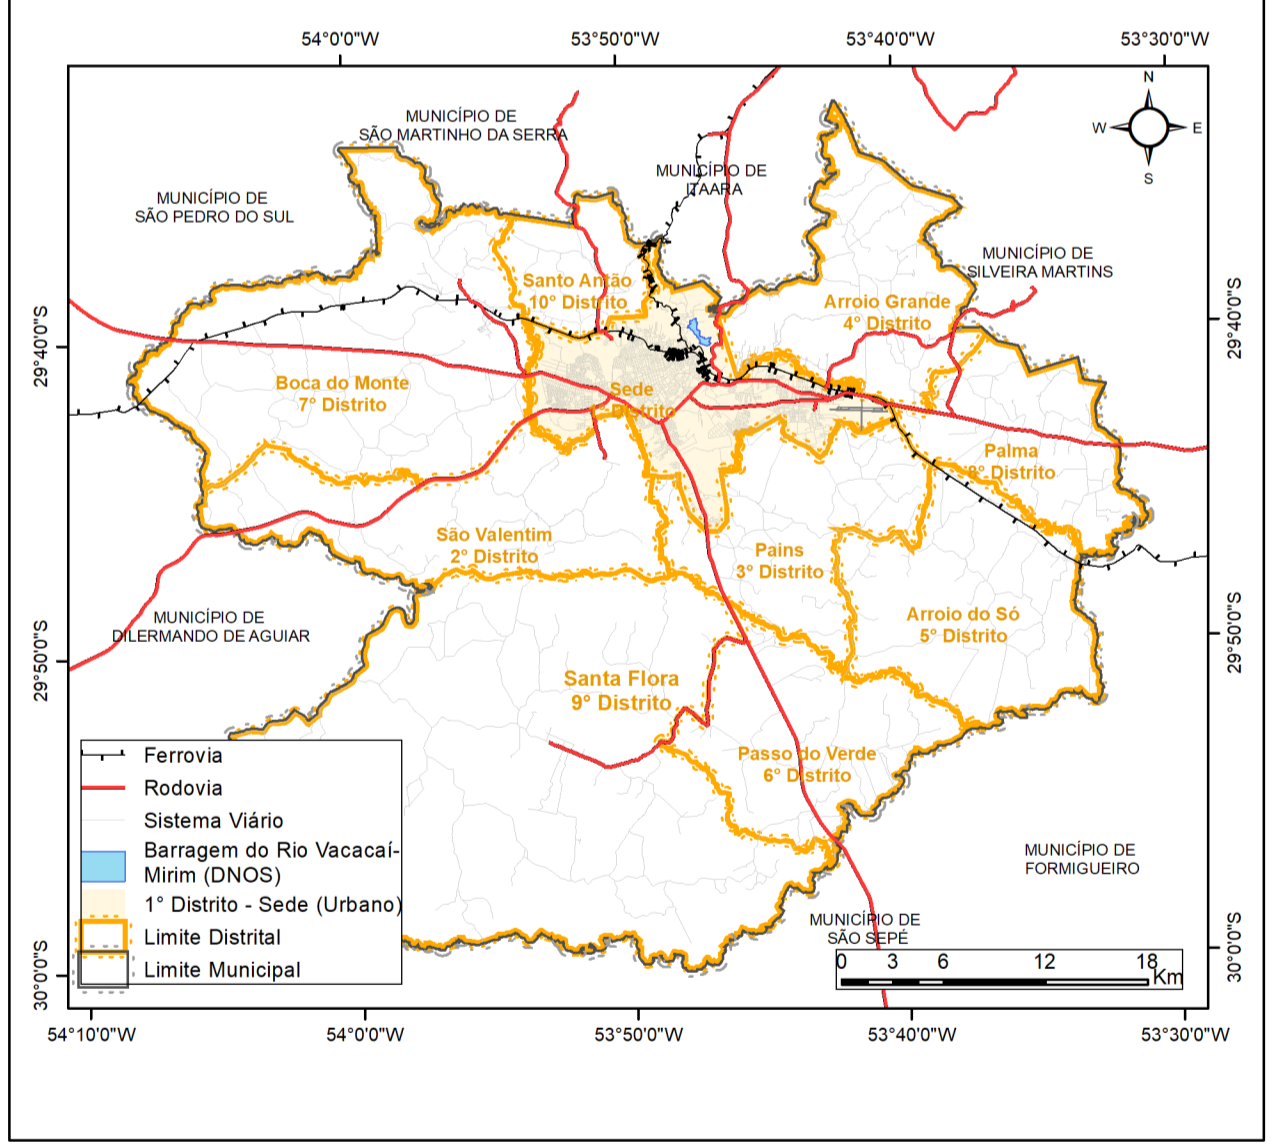 54°0'0"W
53°50'0"W
53°40'0"W
53°30'0"W
N
W
E
S
MUNICÍPIO DE
SÃO MARTINHO DA SERRA
MUNICÍPIO DE
ITAARA
MUNICÍPIO DE
SÃO PEDRO DO SUL
MUNICÍPIO DE
SILVEIRA MARTINS
Santo Antão
10° Distrito
Arroio Grande
4° Distrito
29°40'0"S
29°40'0"S
Boca do Monte
7° Distrito
Sede
Distrito
Palma
8° Distrito
São Valentim
2° Distrito
Pains
3° Distrito
MUNICÍPIO DE
DILERMANDO DE AGUIAR
Arroio do Só
5° Distrito
29°50'0"S
29°50'0"S
Santa Flora
9° Distrito
Passo do Verde
6° Distrito
MUNICÍPIO DE
FORMIGUEIRO
MUNICÍPIO DE
SÃO SEPÉ
Ferrovia
Rodovia
Sistema Viário
Barragem do Rio Vacacaí-
Mirim (DNOS)
1° Distrito - Sede (Urbano)
Limite Distrital
Limite Municipal
0 3 6 12 18
Km
30°0'0"S
30°0'0"S
54°10'0"W
54°0'0"W
53°50'0"W
53°40'0"W
53°30'0"W